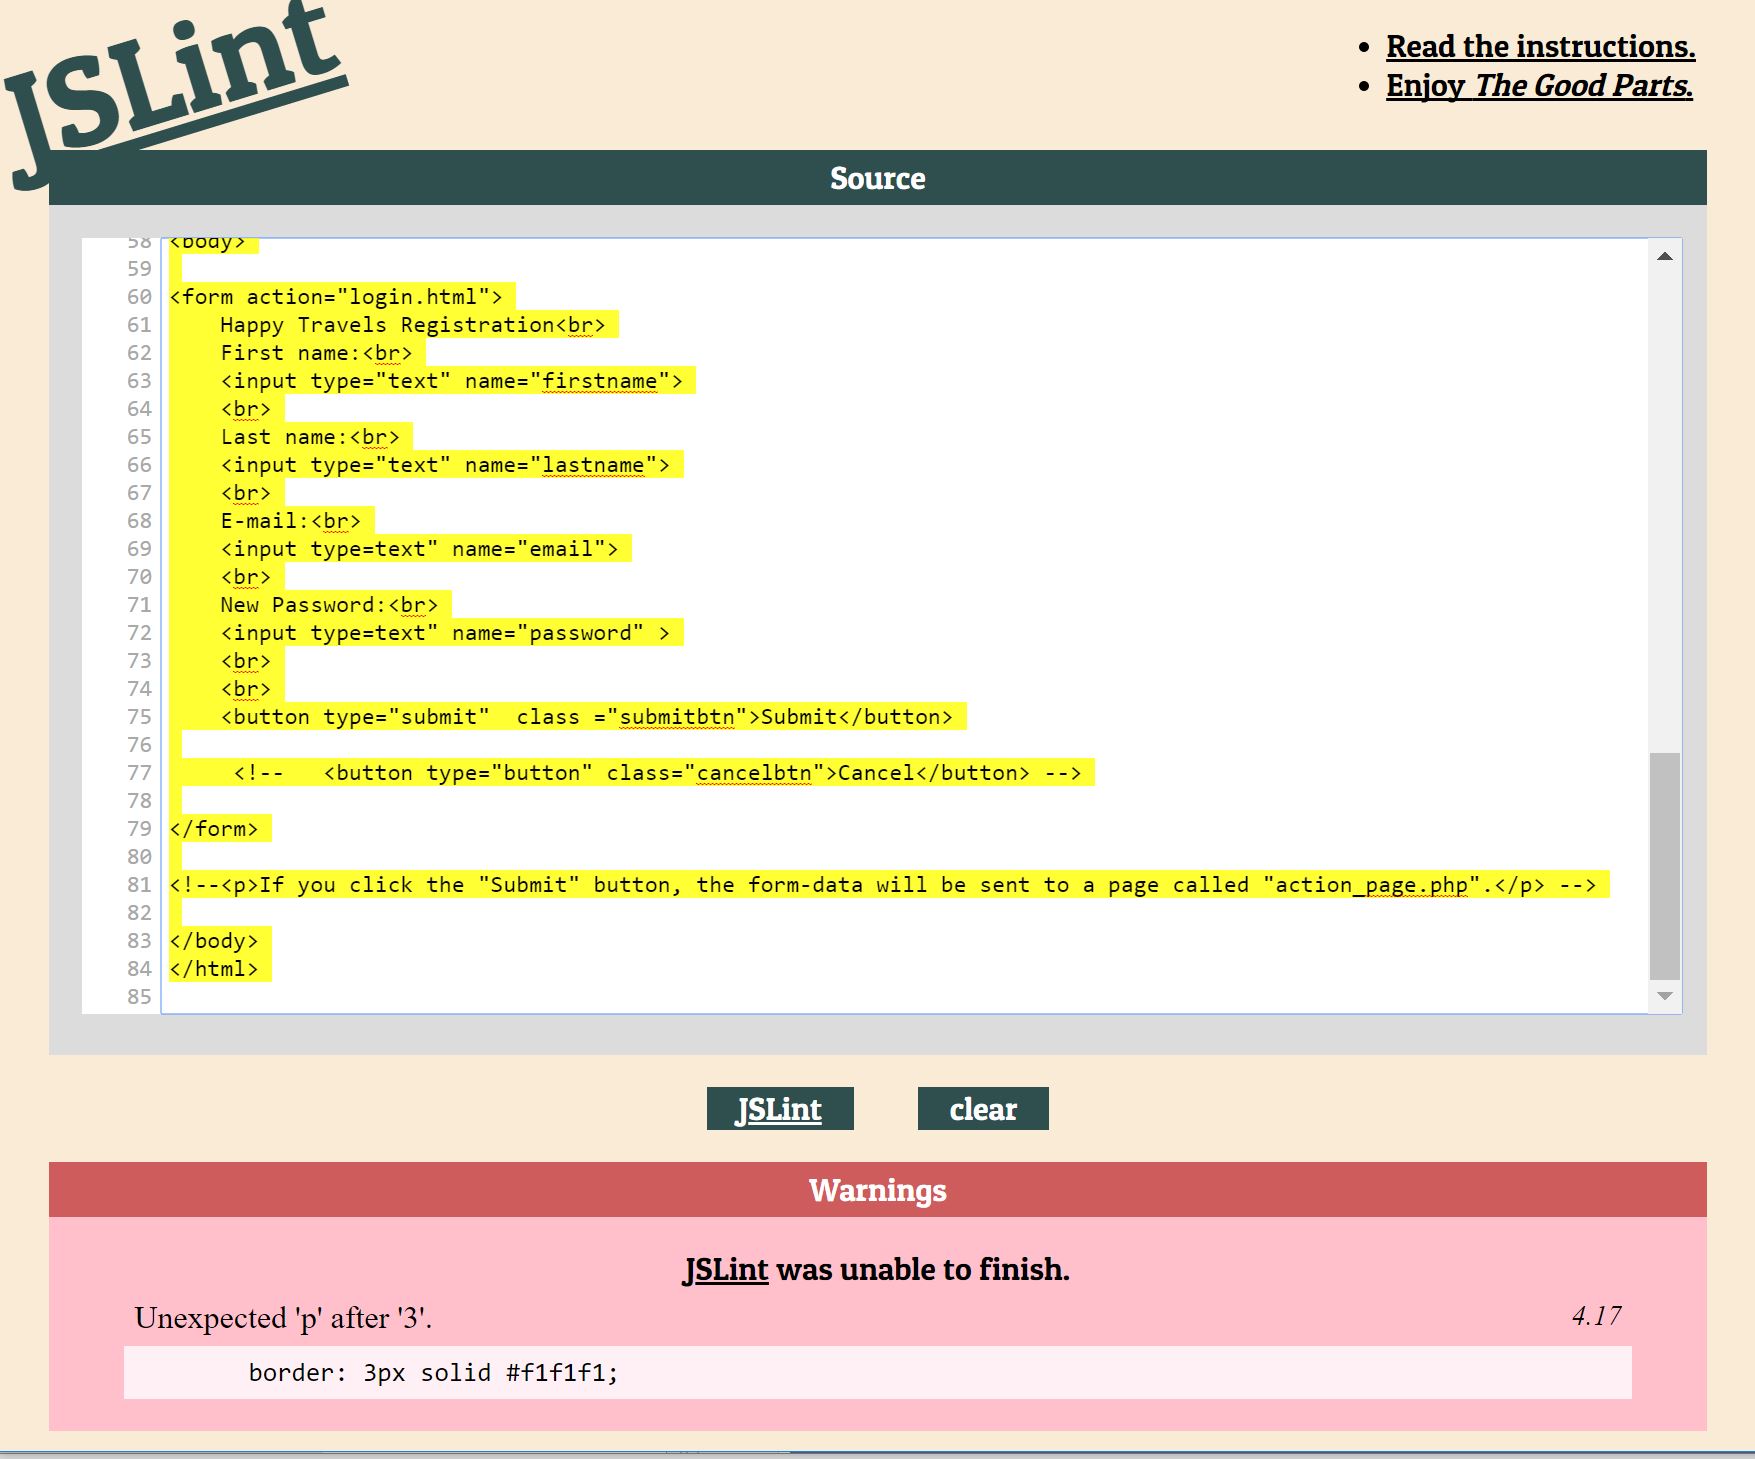 JSLint
Read the instructions.
Enjoy The Good Parts.
Source
58 <body>
59
60 <form action="login.html">
61     Happy Travels Registration<br>
62     First name:<br>
63     <input type="text" name="firstname">
64     <br>
65     Last name:<br>
66     <input type="text" name="lastname">
67     <br>
68     E-mail:<br>
69     <input type=text" name="email">
70     <br>
71     New Password:<br>
72     <input type=text" name="password" >
73     <br>
74     <br>
75     <button type="submit"  class ="submitbtn">Submit</button>
76
77      <!--   <button type="button" class="cancelbtn">Cancel</button> -->
78
79 </form>
80
81 <!--<p>If you click the "Submit" button, the form-data will be sent to a page called "action_page.php".</p> -->
82
83 </body>
84 </html>
85
JSLint clear
Warnings
JSLint was unable to finish.
Unexpected 'p' after '3'. 4.17
border: 3px solid #f1f1f1;